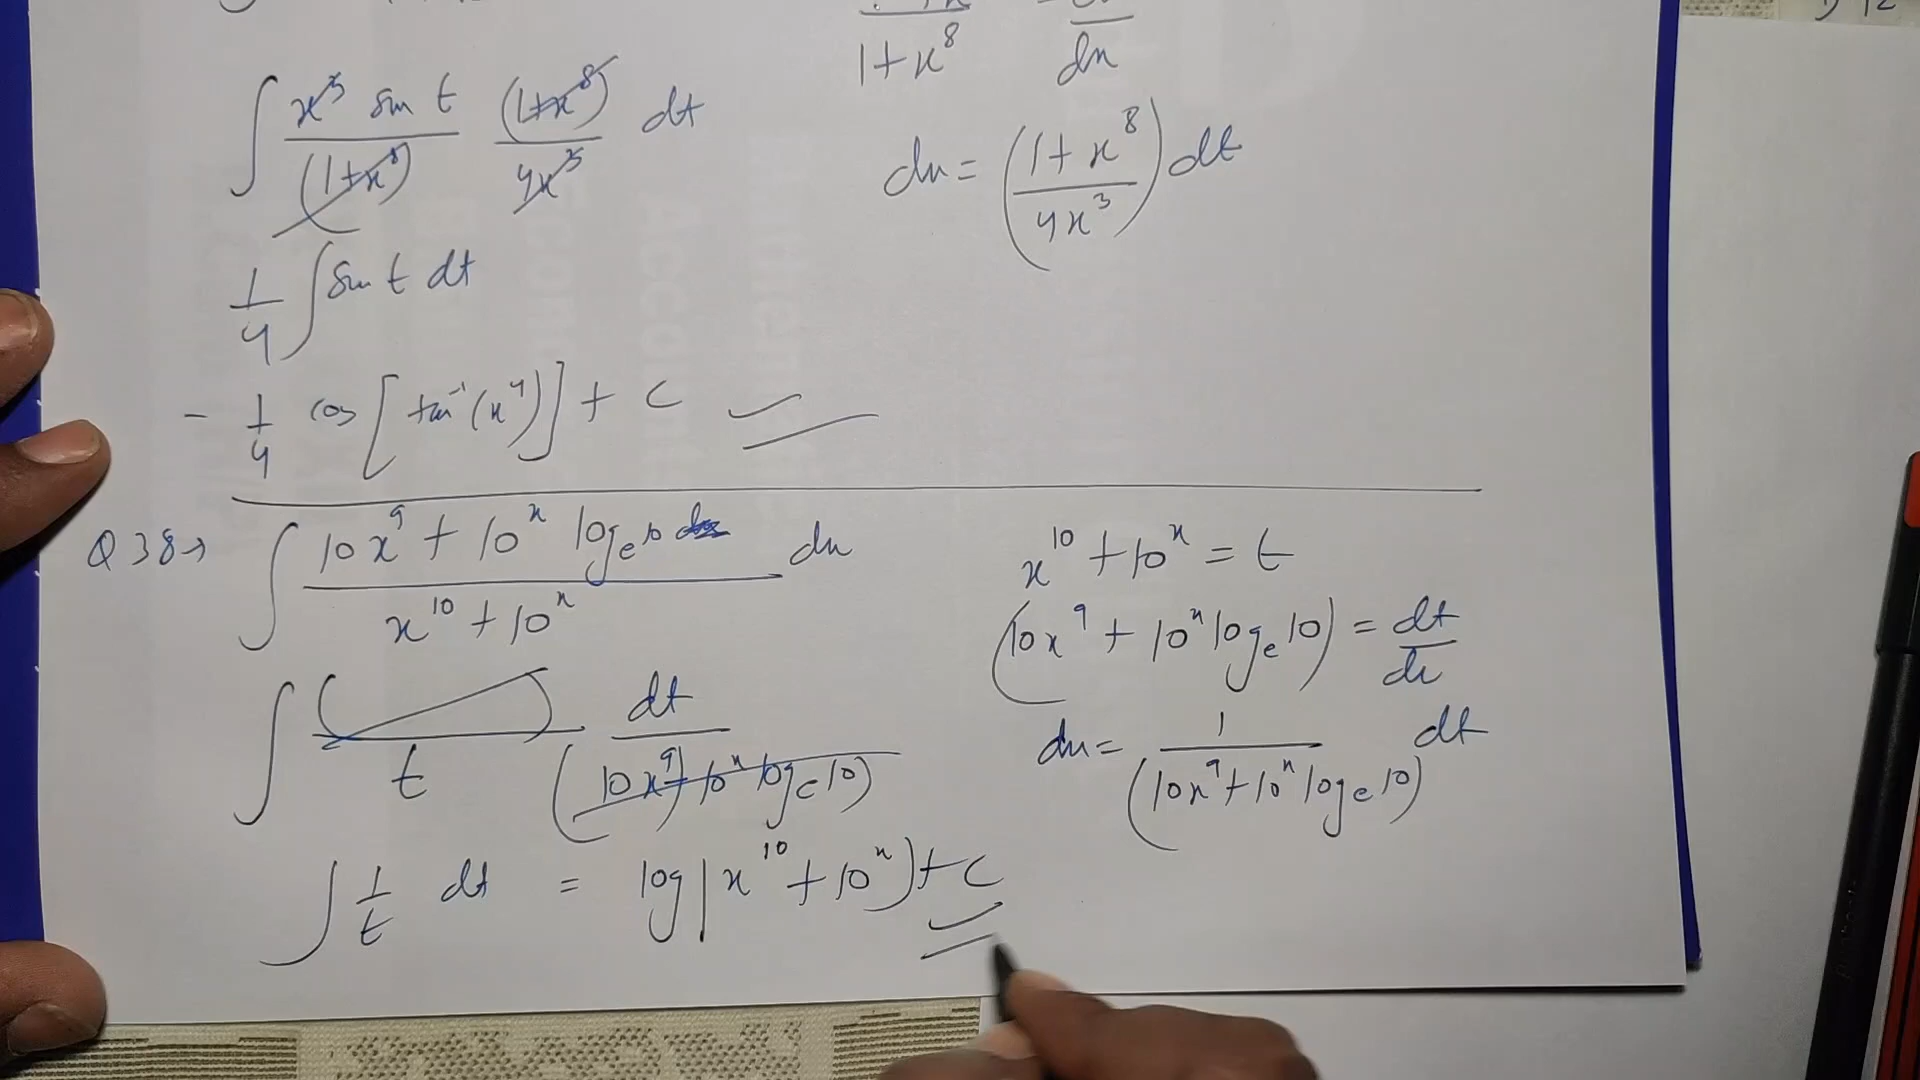 1+x^8 dx
∫ x^3 sin t / (1+x^8) (1+x^8) / 4x^3 dt
dx = ((1+x^8) / 4x^3) dt
1/4 ∫ sin t dt
- 1/4 cos [tan^-1 (x^4)] + C
Q 38→ ∫ 10x^9 + 10^x log_e 10 / x^10 + 10^x dx
x^10 + 10^x = t
(10x^9 + 10^x log_e 10) = dt/dx
∫ ( ) / t dt / (10x^9 + 10^x log_e 10)
dx = 1 / (10x^9 + 10^x log_e 10) dt
∫ 1/t dt = log |x^10 + 10^x) + C